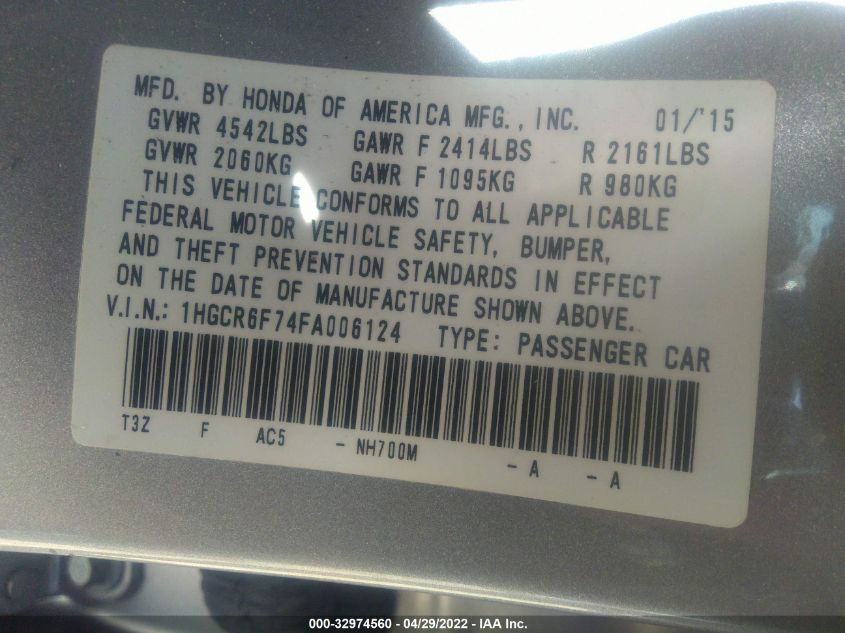 MFD. BY HONDA OF AMERICA MFG., INC. 01/'15
GVWR 4542LBS GAWR F 2414LBS R 2161LBS
GVWR 2060KG GAWR F 1095KG R 980KG
THIS VEHICLE CONFORMS TO ALL APPLICABLE
FEDERAL MOTOR VEHICLE SAFETY, BUMPER,
AND THEFT PREVENTION STANDARDS IN EFFECT
ON THE DATE OF MANUFACTURE SHOWN ABOVE.
V.I.N.: 1HGCR6F74FA006124 TYPE: PASSENGER CAR
T3Z F AC5 - NH700M - A - A
000-32974560 - 04/29/2022 - IAA Inc.